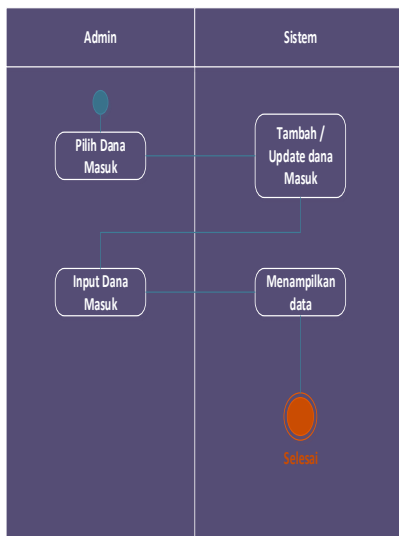 Admin
Sistem
Pilih Dana
Masuk
Tambah /
Update dana
Masuk
Input Dana
Masuk
Menampilkan
data
Selesai